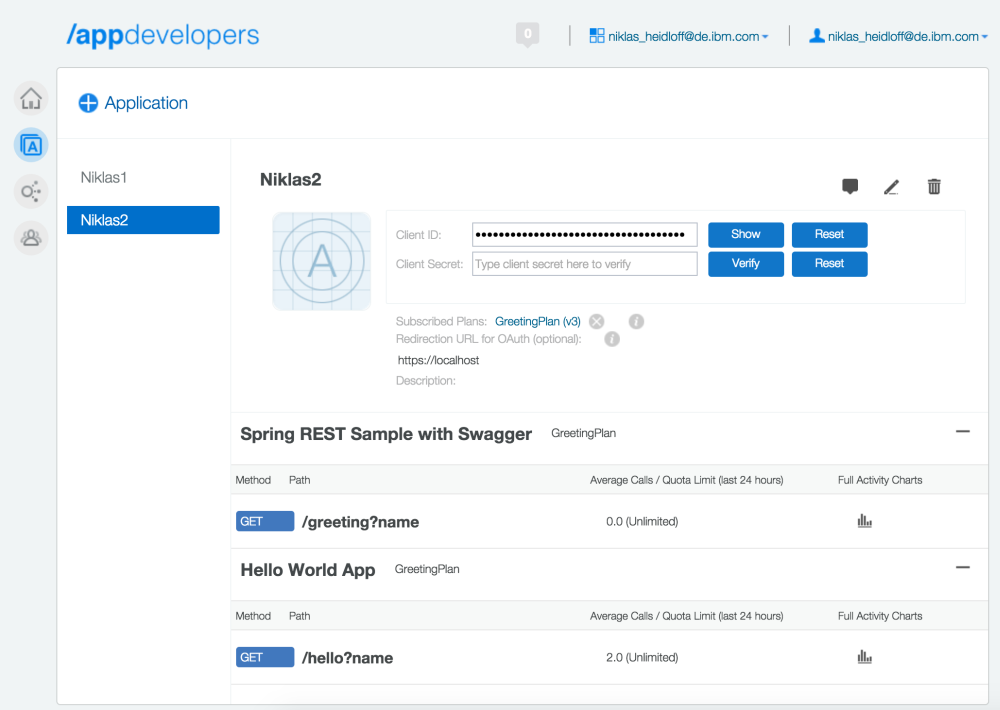 /appdevelopers
0
niklas_heidloff@de.ibm.com
niklas_heidloff@de.ibm.com
Application
Niklas1
Niklas2
Niklas2
A
A
Client ID: •••••••••••••••••••••••••••••••••••• Show Reset
Client Secret: Type client secret here to verify Verify Reset
Subscribed Plans: GreetingPlan (v3)
Redirection URL for OAuth (optional):
https://localhost
Description:
Spring REST Sample with Swagger GreetingPlan
Method Path Average Calls / Quota Limit (last 24 hours) Full Activity Charts
GET /greeting?name 0.0 (Unlimited)
Hello World App GreetingPlan
Method Path Average Calls / Quota Limit (last 24 hours) Full Activity Charts
GET /hello?name 2.0 (Unlimited)